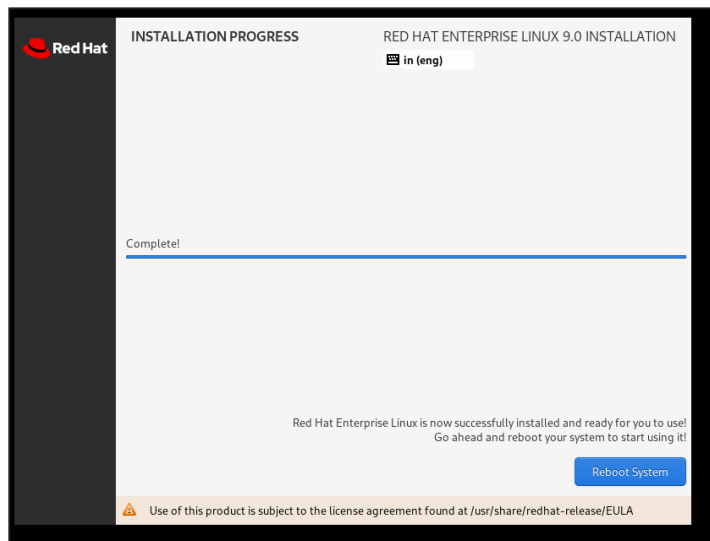 Red Hat
INSTALLATION PROGRESS
RED HAT ENTERPRISE LINUX 9.0 INSTALLATION
in (eng)
Complete!
Red Hat Enterprise Linux is now successfully installed and ready for you to use!
Go ahead and reboot your system to start using it!
Reboot System
Use of this product is subject to the license agreement found at /usr/share/redhat-release/EULA